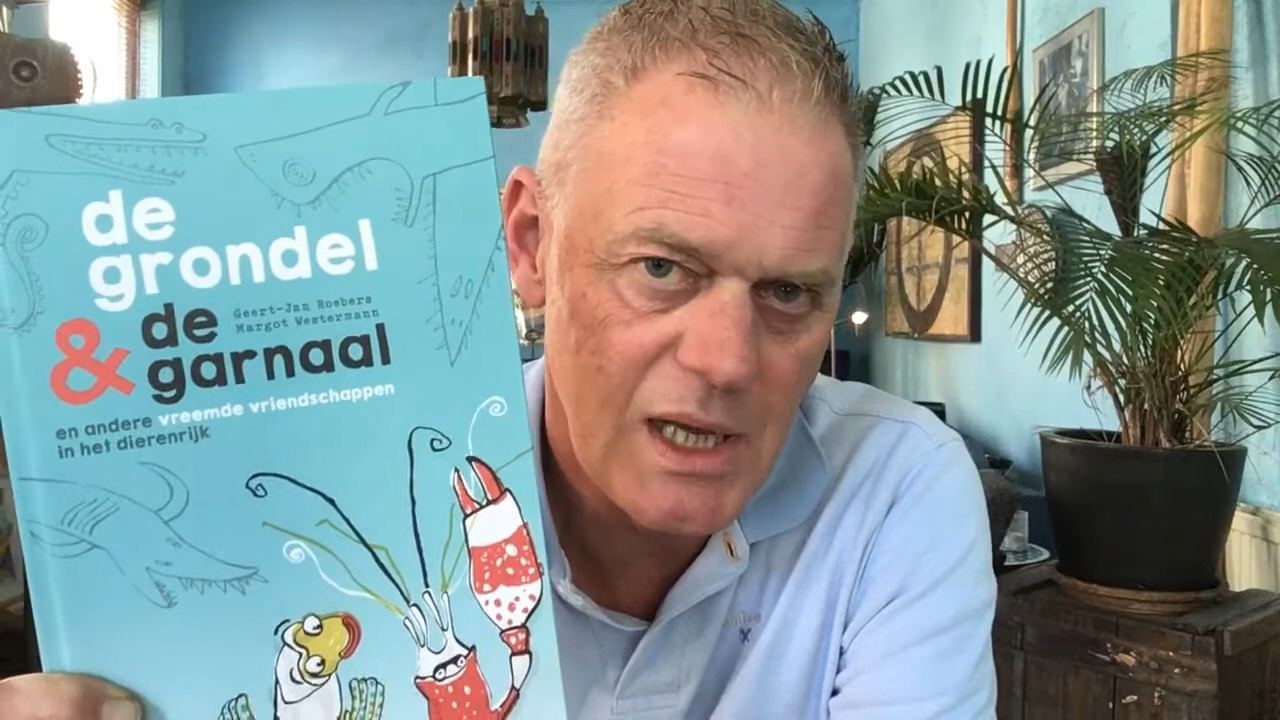 de
grondel
& de
garnaal
Geert-Jan Roebers
Margot Westermann
en andere vreemde vriendschappen
in het dierenrijk